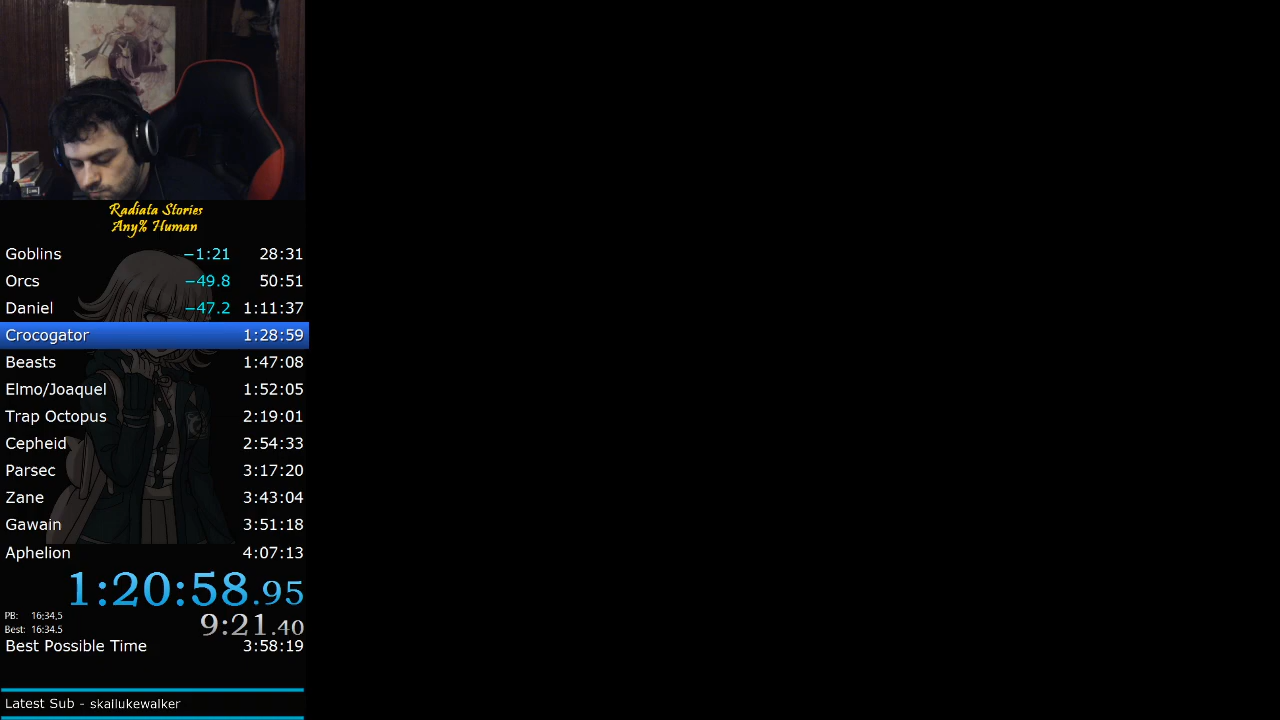 Radiata Stories
Any% Human
Goblins −1:21 28:31
Orcs −49.8 50:51
Daniel −47.2 1:11:37
Crocogator 1:28:59
Beasts 1:47:08
Elmo/Joaquel 1:52:05
Trap Octopus 2:19:01
Cepheid 2:54:33
Parsec 3:17:20
Zane 3:43:04
Gawain 3:51:18
Aphelion 4:07:13
1:20:58.95
PB: 16:34,5
Best: 16:34.5
9:21.40
Best Possible Time 3:58:19
Latest Sub - skallukewalker